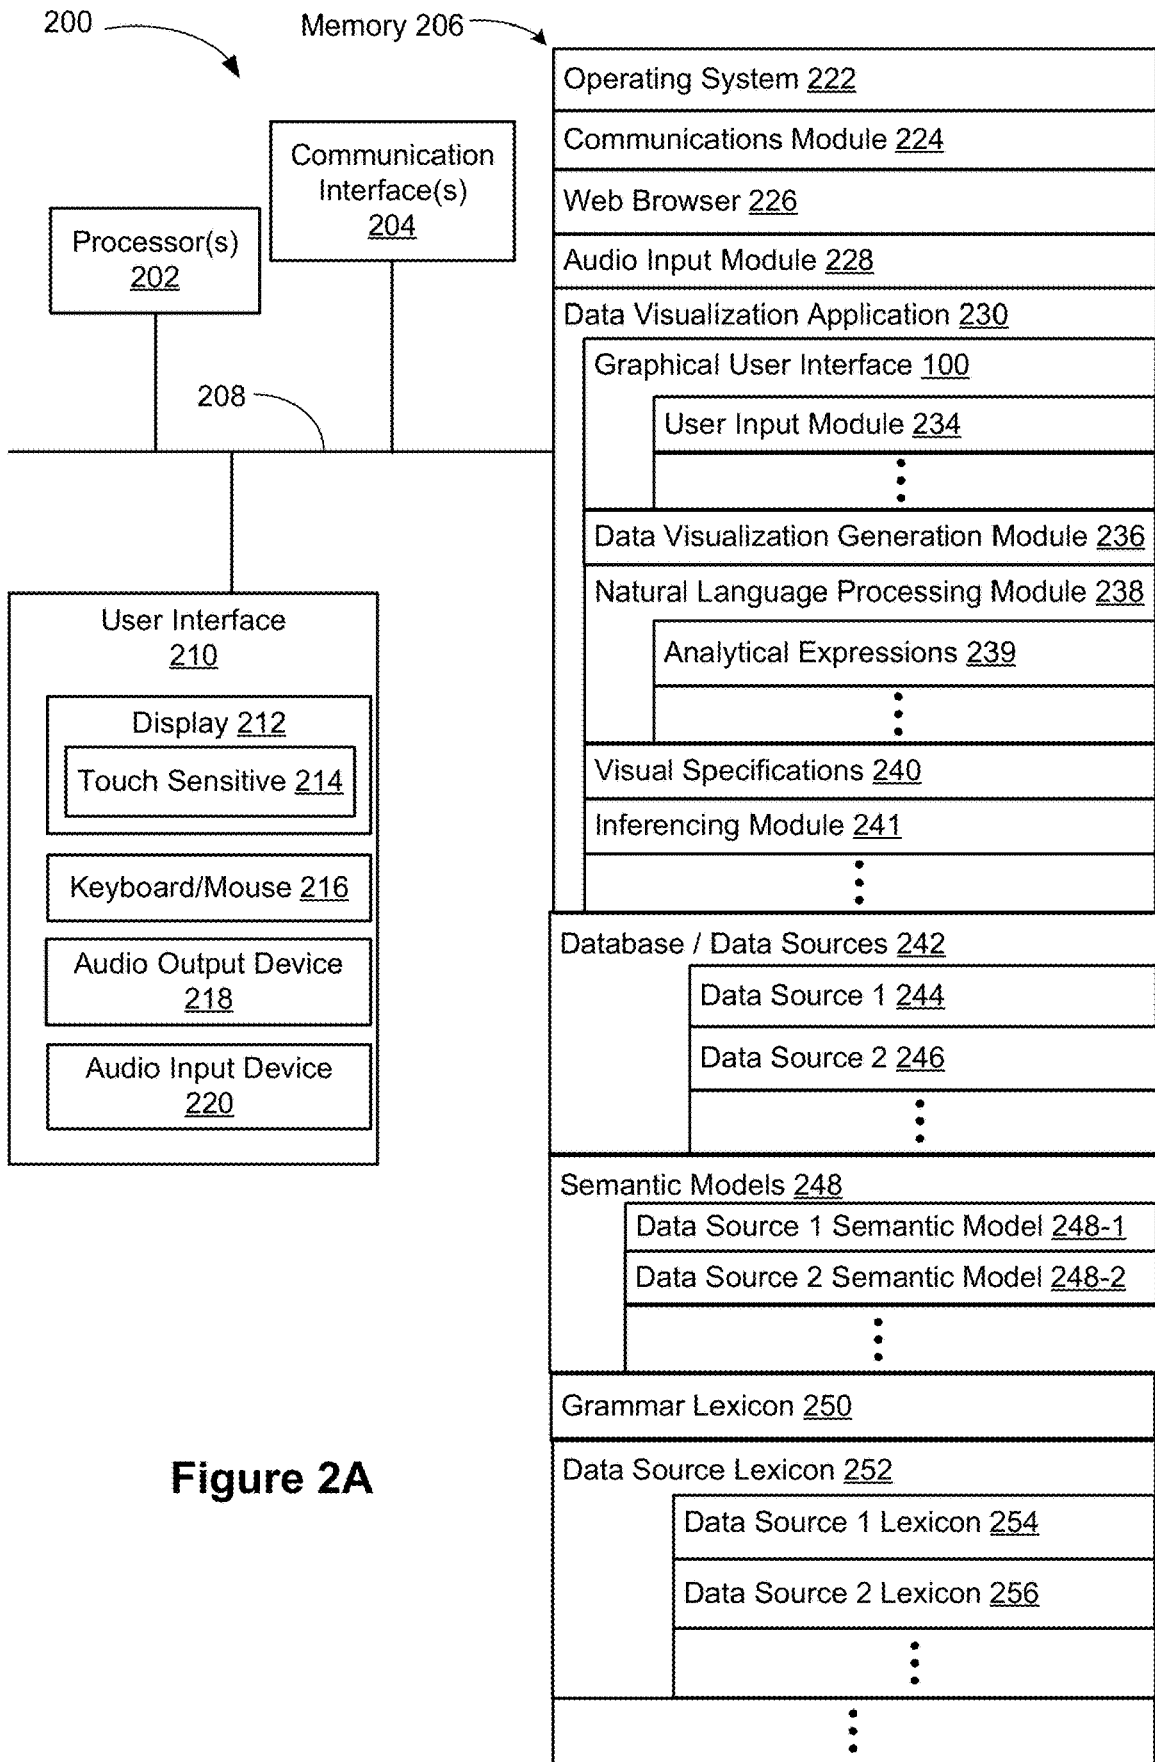 200
Memory 206
Communication
Interface(s)
204
Processor(s)
202
208
User Interface
210
Display 212
Touch Sensitive 214
Keyboard/Mouse 216
Audio Output Device
218
Audio Input Device
220
Operating System 222
Communications Module 224
Web Browser 226
Audio Input Module 228
Data Visualization Application 230
Graphical User Interface 100
User Input Module 234
Data Visualization Generation Module 236
Natural Language Processing Module 238
Analytical Expressions 239
Visual Specifications 240
Inferencing Module 241
Database / Data Sources 242
Data Source 1 244
Data Source 2 246
Semantic Models 248
Data Source 1 Semantic Model 248-1
Data Source 2 Semantic Model 248-2
Grammar Lexicon 250
Data Source Lexicon 252
Data Source 1 Lexicon 254
Data Source 2 Lexicon 256
Figure 2A